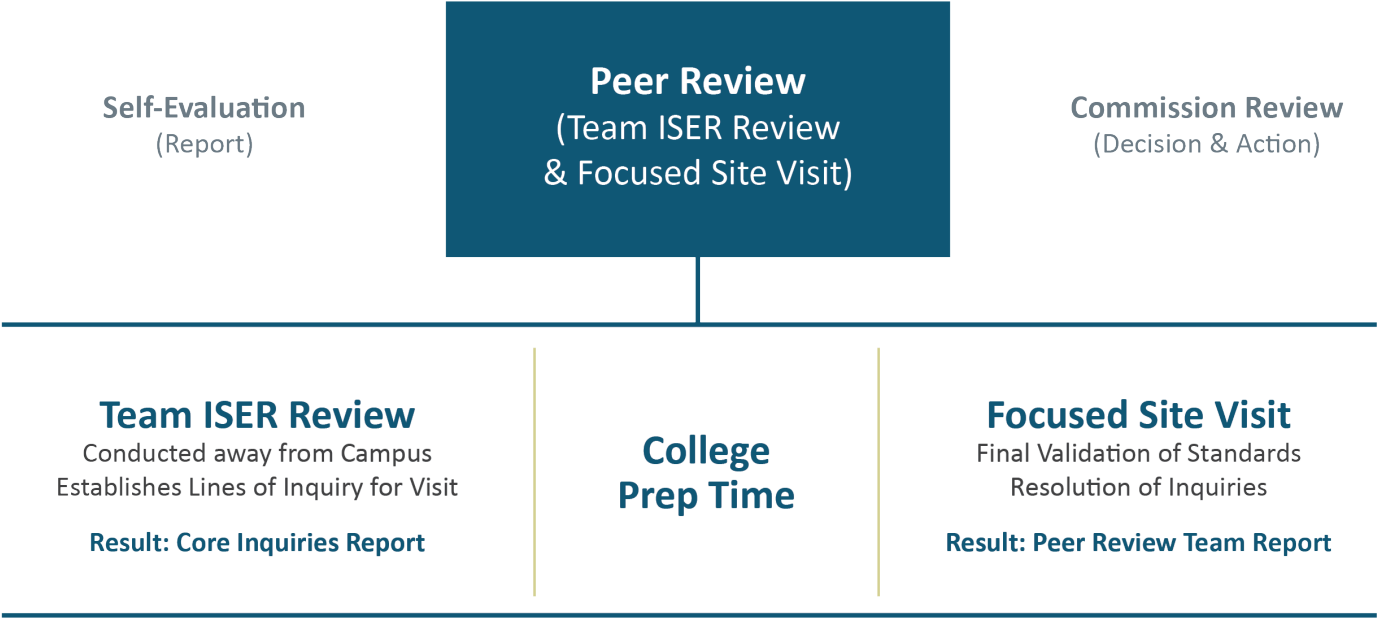 Self-Evaluation
(Report)
Peer Review
(Team ISER Review
& Focused Site Visit)
Commission Review
(Decision & Action)
Team ISER Review
Conducted away from Campus
Establishes Lines of Inquiry for Visit
Result: Core Inquiries Report
College
Prep Time
Focused Site Visit
Final Validation of Standards
Resolution of Inquiries
Result: Peer Review Team Report